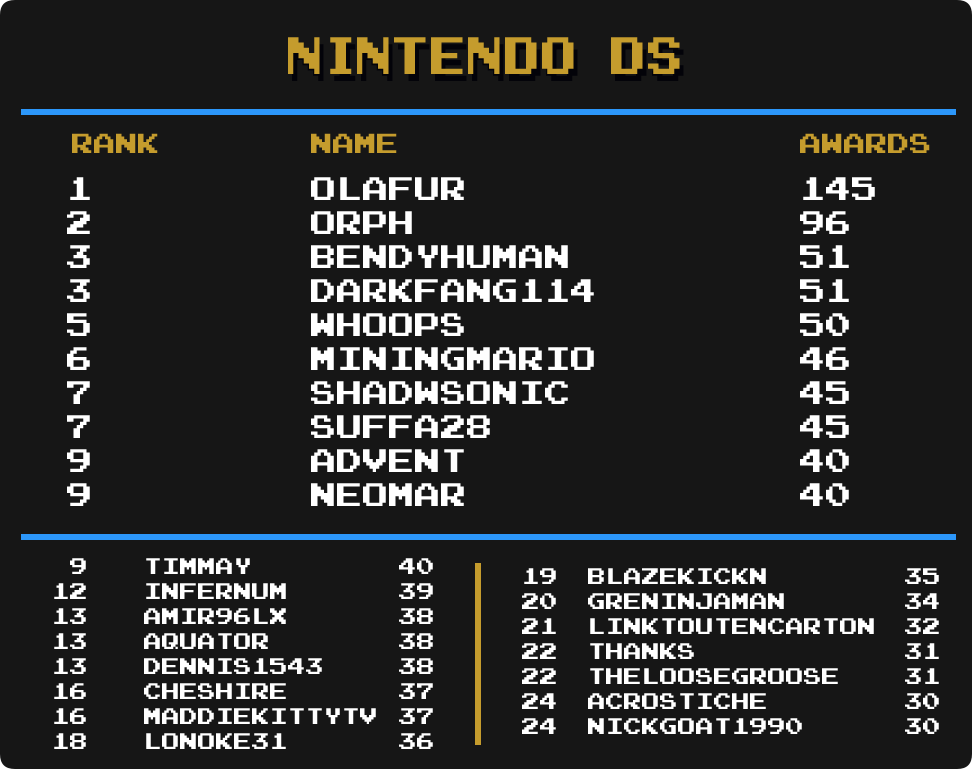 NINTENDO DS
RANK NAME AWARDS
1 OLAFUR 145
2 ORPH 96
3 BENDYHUMAN 51
3 DARKFANG114 51
5 WHOOPS 50
6 MININGMARIO 46
7 SHADWSONIC 45
7 SUFFA28 45
9 ADVENT 40
9 NEOMAR 40
9 TIMMAY 40
12 INFERNUM 39
13 AMIR96LX 38
13 AQUATOR 38
13 DENNIS1543 38
16 CHESHIRE 37
16 MADDIEKITTYTV 37
18 LONOKE31 36
19 BLAZEKICKN 35
20 GRENINJAMAN 34
21 LINKTOUTENCARTON 32
22 THANKS 31
22 THELOOSEGROOSE 31
24 ACROSTICHE 30
24 NICKGOAT1990 30